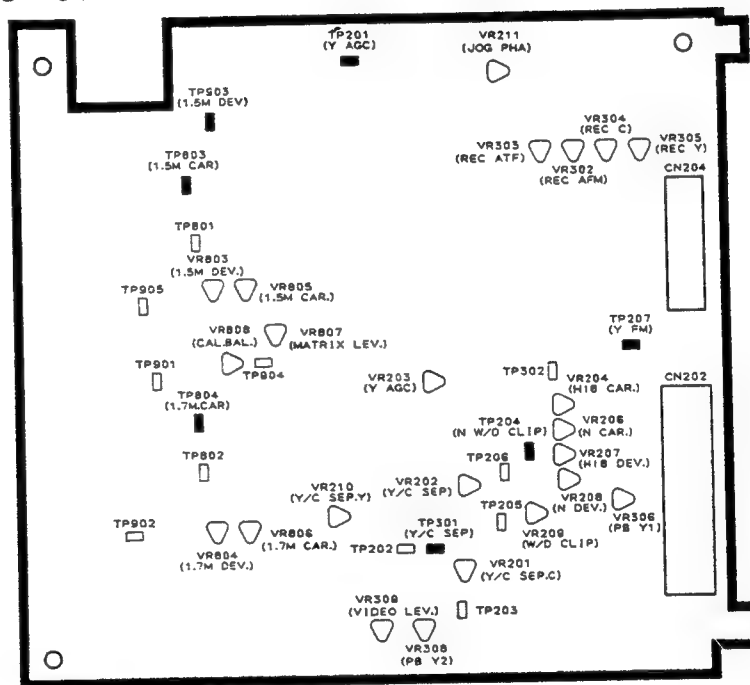 TP201
(Y AGC)
VR211
(JOG PHA)
TP903
(1.5M DEV)
VR304
(REC C)
VR303
(REC ATF)
VR305
(REC Y)
VR302
(REC AFM)
TP803
(1.5M CAR)
CN204
TP801
VR803
(1.5M DEV.)
TP905
VR805
(1.5M CAR.)
VR808
(CAL.BAL.)
VR807
(MATRIX LEV.)
TP207
(Y FM)
TP904
TP901
VR203
(Y AGC)
TP302
VR204
(HI8 CAR.)
CN202
TP804
(1.7M.CAR)
TP204
(N W/D CLIP)
VR206
(N CAR.)
VR207
(HI8 DEV.)
TP802
TP206
VR202
(Y/C SEP)
VR210
(Y/C SEP.Y)
TP205
VR208
(N DEV.)
VR306
(PB Y1)
TP902
VR804
(1.7M DEV.)
VR806
(1.7M CAR.)
TP301
(Y/C SEP)
TP202
VR209
(W/D CLIP)
VR201
(Y/C SEP.C)
VR309
(VIDEO LEV.)
TP203
VR308
(PB Y2)